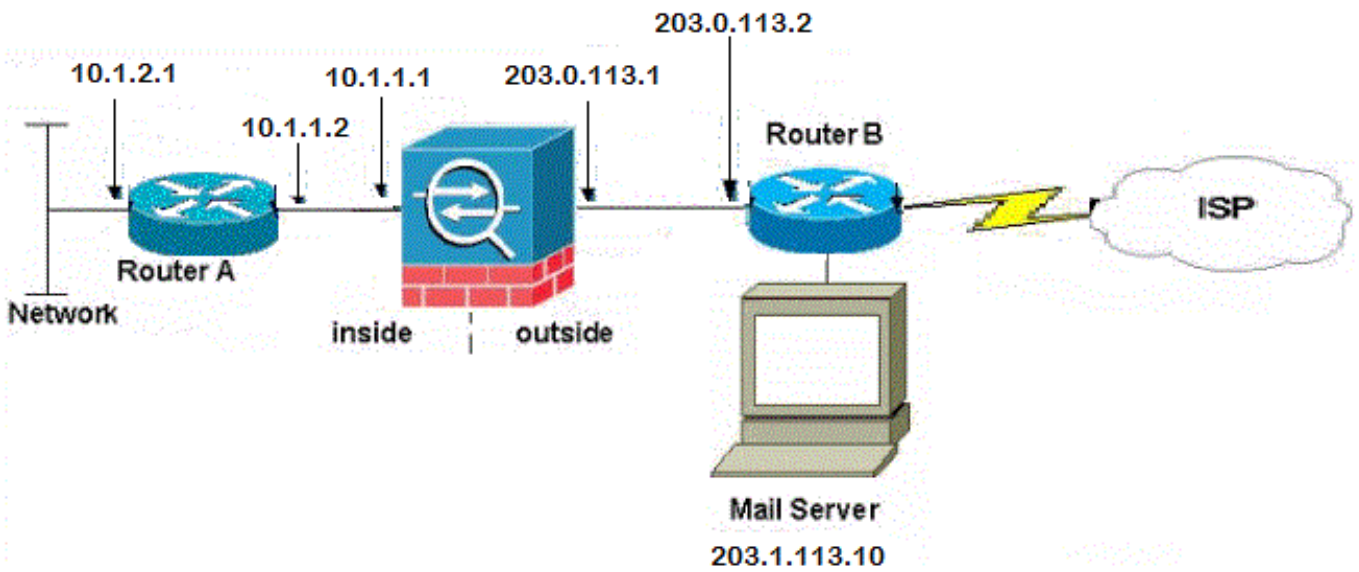 203.0.113.2
10.1.2.1
10.1.1.1
203.0.113.1
10.1.1.2
Router B
ISP
Router A
Network
inside
outside
Mail Server
203.1.113.10